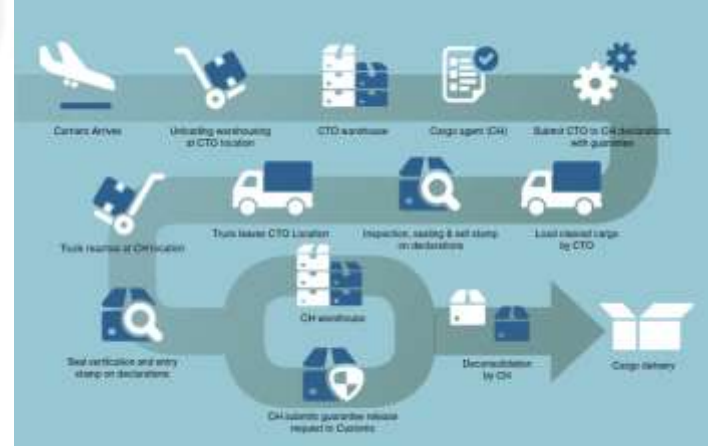 Carriers Arrives
Unloading warehousing
at CTO location
CTO warehouse
Cargo agent (CH)
Submit CTO to CH declarations
with guarantee
Truck reaches at CH location
Truck leaves CTO Location
Inspection, sealing & exit stamp
on declarations
Load cleared cargo
by CTO
CH warehouse
Seal verification and entry
stamp on declarations
Deconsolidation
by CH
Cargo delivery
CH submits guarantee release
request to Customs